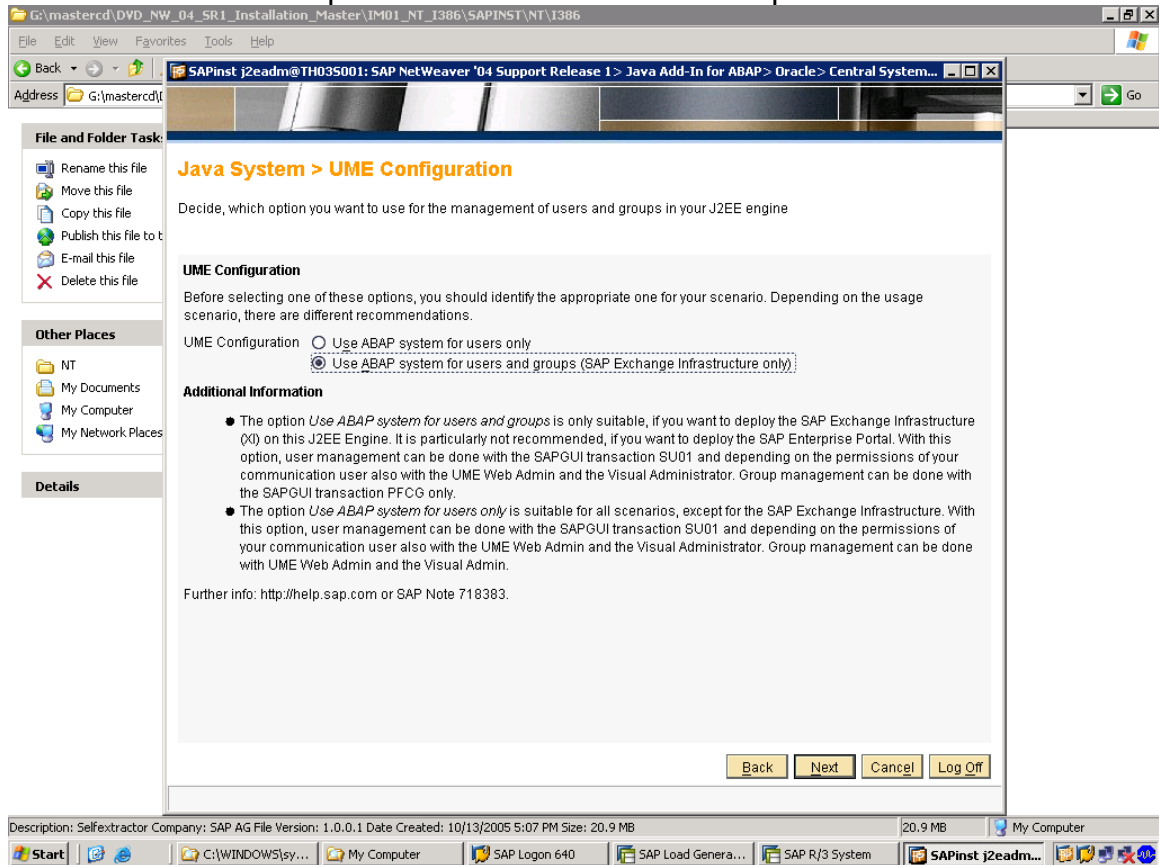 G:\mastercd\DVD_NW_04_SR1_Installation_Master\IM01_NT_I386\SAPINST\NT\I386
File Edit View Favorites Tools Help
Back
Address G:\mastercd\
Go
SAPinst j2eadm@TH03S001: SAP NetWeaver '04 Support Release 1> Java Add-In for ABAP> Oracle> Central System...
File and Folder Task
Rename this file
Move this file
Copy this file
Publish this file to t
E-mail this file
Delete this file
Other Places
NT
My Documents
My Computer
My Network Places
Details
Java System > UME Configuration
Decide, which option you want to use for the management of users and groups in your J2EE engine
UME Configuration
Before selecting one of these options, you should identify the appropriate one for your scenario. Depending on the usage
scenario, there are different recommendations.
UME Configuration Use ABAP system for users only
Use ABAP system for users and groups (SAP Exchange Infrastructure only)
Additional Information
The option Use ABAP system for users and groups is only suitable, if you want to deploy the SAP Exchange Infrastructure
(XI) on this J2EE Engine. It is particularly not recommended, if you want to deploy the SAP Enterprise Portal. With this
option, user management can be done with the SAPGUI transaction SU01 and depending on the permissions of your
communication user also with the UME Web Admin and the Visual Administrator. Group management can be done with
the SAPGUI transaction PFCG only.
The option Use ABAP system for users only is suitable for all scenarios, except for the SAP Exchange Infrastructure. With
this option, user management can be done with the SAPGUI transaction SU01 and depending on the permissions of
your communication user also with the UME Web Admin and the Visual Administrator. Group management can be done
with UME Web Admin and the Visual Admin.
Further info: http://help.sap.com or SAP Note 718383.
Back Next Cancel Log Off
Description: Selfextractor Company: SAP AG File Version: 1.0.0.1 Date Created: 10/13/2005 5:07 PM Size: 20.9 MB 20.9 MB My Computer
Start C:\WINDOWS\sy... My Computer SAP Logon 640 SAP Load Genera... SAP R/3 System SAPinst j2eadm...